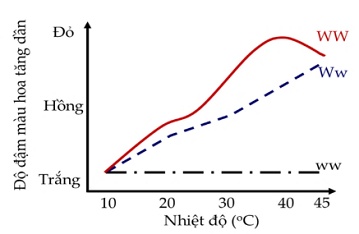 Độ đậm màu hoa tăng dần
Đỏ
Hồng
Trắng
WW
Ww
ww
10 20 30 40 45
Nhiệt độ (°C)